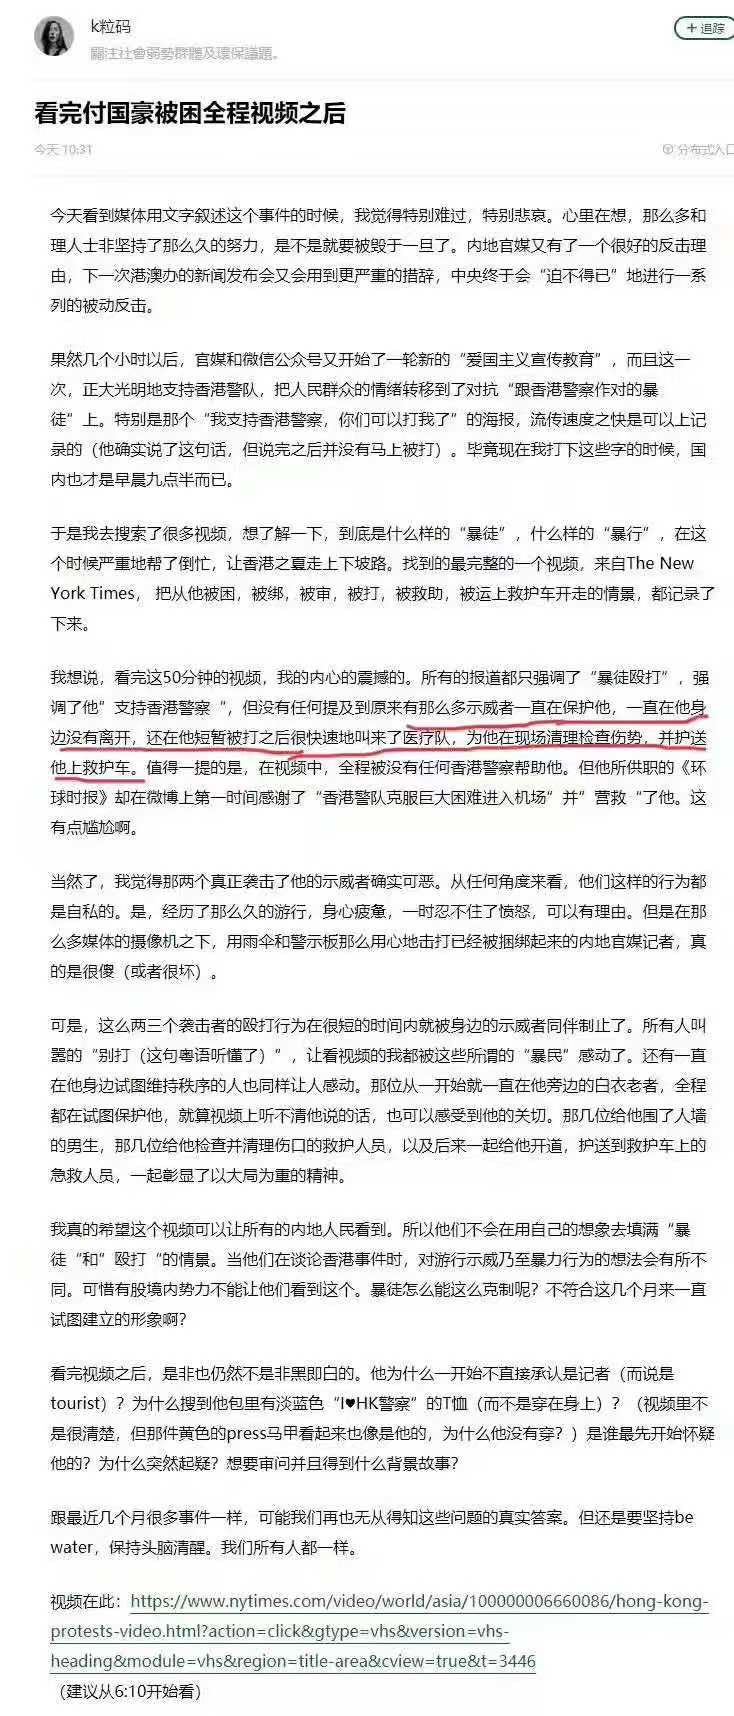 k粒码
+ 追踪
關注社會弱勢群體及環保議題。
看完付国豪被困全程视频之后
今天 10:31
分布式入口
今天看到媒体用文字叙述这个事件的时候，我觉得特别难过，特别悲哀。心里在想，那么多和
理人士非坚持了那么久的努力，是不是就要被毁于一旦了。内地官媒又有了一个很好的反击理
由，下一次港澳办的新闻发布会又会用到更严重的措辞，中央终于会“迫不得已”地进行一系
列的被动反击。
果然几个小时以后，官媒和微信公众号又开始了一轮新的“爱国主义宣传教育”，而且这一
次，正大光明地支持香港警队，把人民群众的情绪转移到了对抗“跟香港警察作对的暴
徒”上。特别是那个“我支持香港警察，你们可以打我了”的海报，流传速度之快是可以上记
录的（他确实说了这句话，但说完之后并没有马上被打）。毕竟现在我打下这些字的时候，国
内也才是早晨九点半而已。
于是我去搜索了很多视频，想了解一下，到底是什么样的“暴徒”，什么样的“暴行”，在这
个时候严重地帮了倒忙，让香港之夏走上下坡路。找到的最完整的一个视频，来自The New
York Times， 把从他被困，被绑，被审，被打，被救助，被运上救护车开走的情景，都记录了
下来。
我想说，看完这50分钟的视频，我的内心的震撼的。所有的报道都只强调了“暴徒殴打”，强
调了他”支持香港警察“，但没有任何提及到原来有那么多示威者一直在保护他，一直在他身
边没有离开，还在他短暂被打之后很快速地叫来了医疗队，为他在现场清理检查伤势，并护送
他上救护车。值得一提的是，在视频中，全程被没有任何香港警察帮助他。但他所供职的《环
球时报》却在微博上第一时间感谢了“香港警队克服巨大困难进入机场”并”营救“了他。这
有点尴尬啊。
当然了，我觉得那两个真正袭击了他的示威者确实可恶。从任何角度来看，他们这样的行为都
是自私的。是，经历了那么久的游行，身心疲惫，一时忍不住了愤怒，可以有理由。但是在那
么多媒体的摄像机之下，用雨伞和警示板那么用心地击打已经被捆绑起来的内地官媒记者，真
的是很傻（或者很坏）。
可是，这么两三个袭击者的殴打行为在很短的时间内就被身边的示威者同伴制止了。所有人叫
嚣的“别打（这句粤语听懂了）”，让看视频的我都被这些所谓的“暴民”感动了。还有一直
在他身边试图维持秩序的人也同样让人感动。那位从一开始就一直在他旁边的白衣老者，全程
都在试图保护他，就算视频上听不清他说的话，也可以感受到他的关切。那几位给他围了人墙
的男生，那几位给他检查并清理伤口的救护人员，以及后来一起给他开道，护送到救护车上的
急救人员，一起彰显了以大局为重的精神。
我真的希望这个视频可以让所有的内地人民看到。所以他们不会在用自己的想象去填满“暴
徒“和”殴打“的情景。当他们在谈论香港事件时，对游行示威乃至暴力行为的想法会有所不
同。可惜有股境内势力不能让他们看到这个。暴徒怎么能这么克制呢？不符合这几个月来一直
试图建立的形象啊？
看完视频之后，是非也仍然不是非黑即白的。他为什么一开始不直接承认是记者（而说是
tourist）？为什么搜到他包里有淡蓝色“I♥HK警察”的T恤（而不是穿在身上）？（视频里不
是很清楚，但那件黄色的press马甲看起来也像是他的，为什么他没有穿？）是谁最先开始怀疑
他的？为什么突然起疑？想要审问并且得到什么背景故事？
跟最近几个月很多事件一样，可能我们再也无从得知这些问题的真实答案。但还是要坚持be
water，保持头脑清醒。我们所有人都一样。
视频在此：https://www.nytimes.com/video/world/asia/100000006660086/hong-kong-
protests-video.html?action=click&gtype=vhs&version=vhs-
heading&module=vhs&region=title-area&cview=true&t=3446
（建议从6:10开始看）